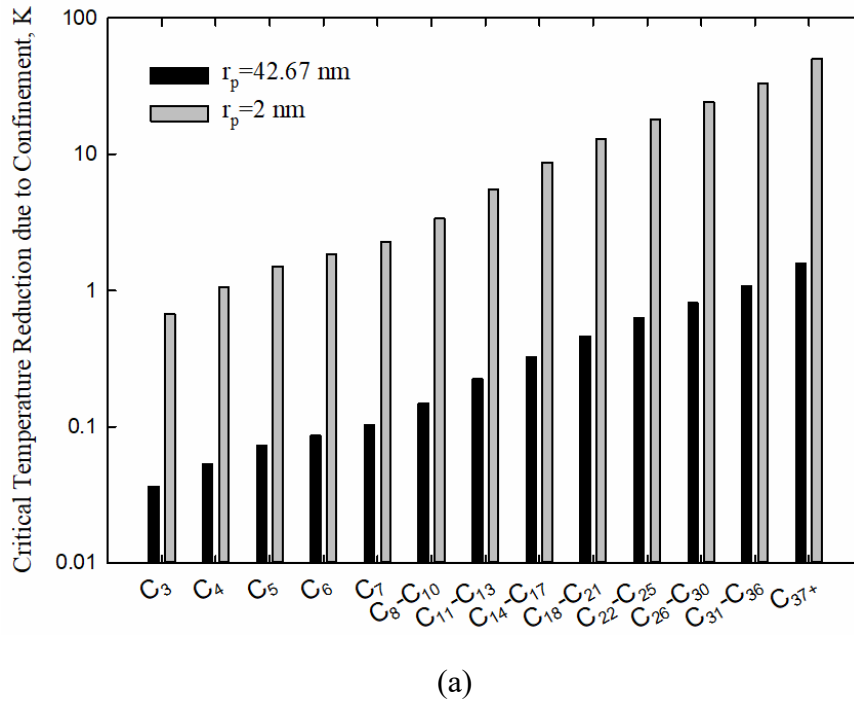 Critical Temperature Reduction due to Confinement, K
100
10
1
0.1
0.01
r_p=42.67 nm
r_p=2 nm
C₃
C₄
C₅
C₆
C₇
C₈-C₁₀
C₁₁-C₁₃
C₁₄-C₁₇
C₁₈-C₂₁
C₂₂-C₂₅
C₂₆-C₃₀
C₃₁-C₃₆
C₃₇₊
(a)